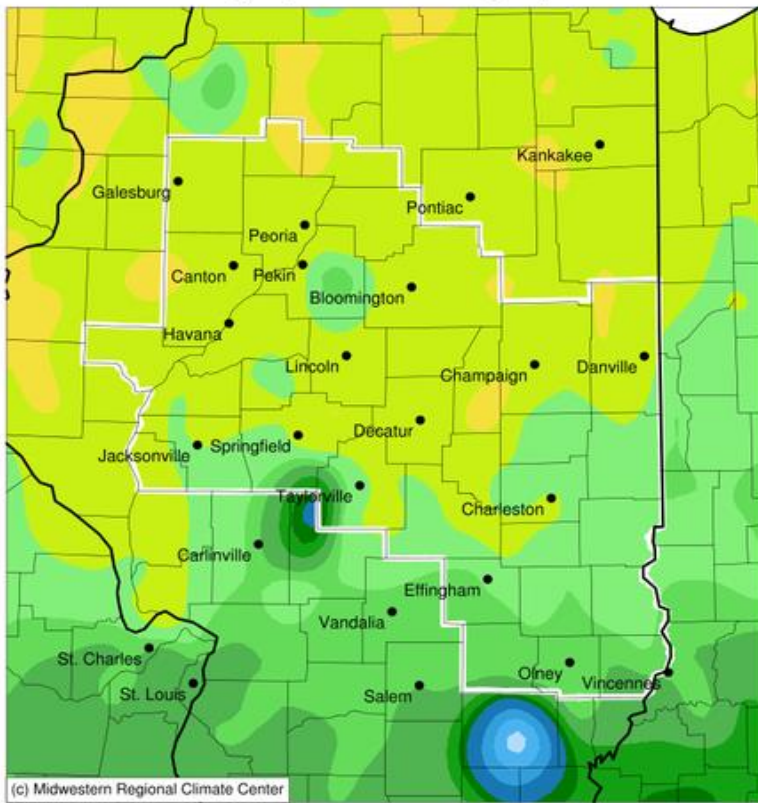 Kankakee
Galesburg
Pontiac
Peoria
Canton
Pekin
Bloomington
Havana
Lincoln
Champaign
Danville
Decatur
Springfield
Jacksonville
Taylorville
Charleston
Carlinville
Effingham
Vandalia
St. Charles
Olney
Vincennes
St. Louis
Salem
(c) Midwestern Regional Climate Center